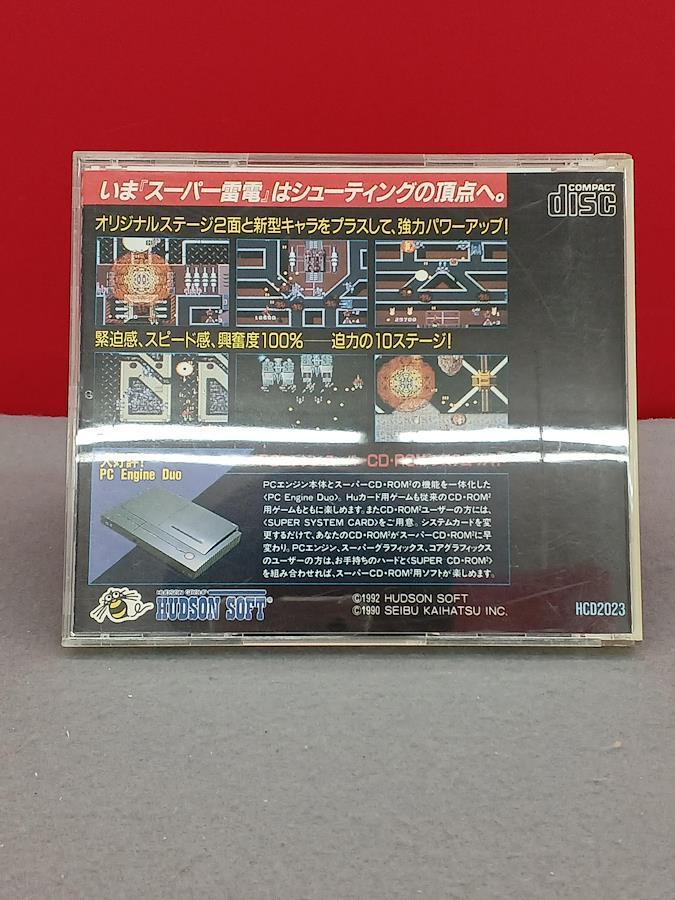 いま『スーパー雷電』はシューティングの頂点へ。
COMPACT
disc
オリジナルステージ2面と新型キャラをプラスして、強力パワーアップ!
緊迫感、スピード感、興奮度100%——迫力の10ステージ!
大好評!
PC Engine Duo
CD・ROM²
PCエンジン本体とスーパーCD・ROM²の機能を一体化した
〈PC Engine Duo〉。Huカード用ゲームも従来のCD・ROM²
用ゲームもともに楽しめます。またCD・ROM²ユーザーの方には、
〈SUPER SYSTEM CARD〉をご用意。システムカードを変
更するだけで、あなたのCD・ROM²がスーパーCD・ROM²に早
変わり。PCエンジン、スーパーグラフィックス、コアグラフィックス
のユーザーの方は、お手持ちのハードと〈SUPER CD・ROM²〉
を組み合わせれば、スーパーCD・ROM²用ソフトが楽しめます。
HUDSON GROUP
HUDSON SOFT®
©1992 HUDSON SOFT
©1990 SEIBU KAIHATSU INC.
HCD2023